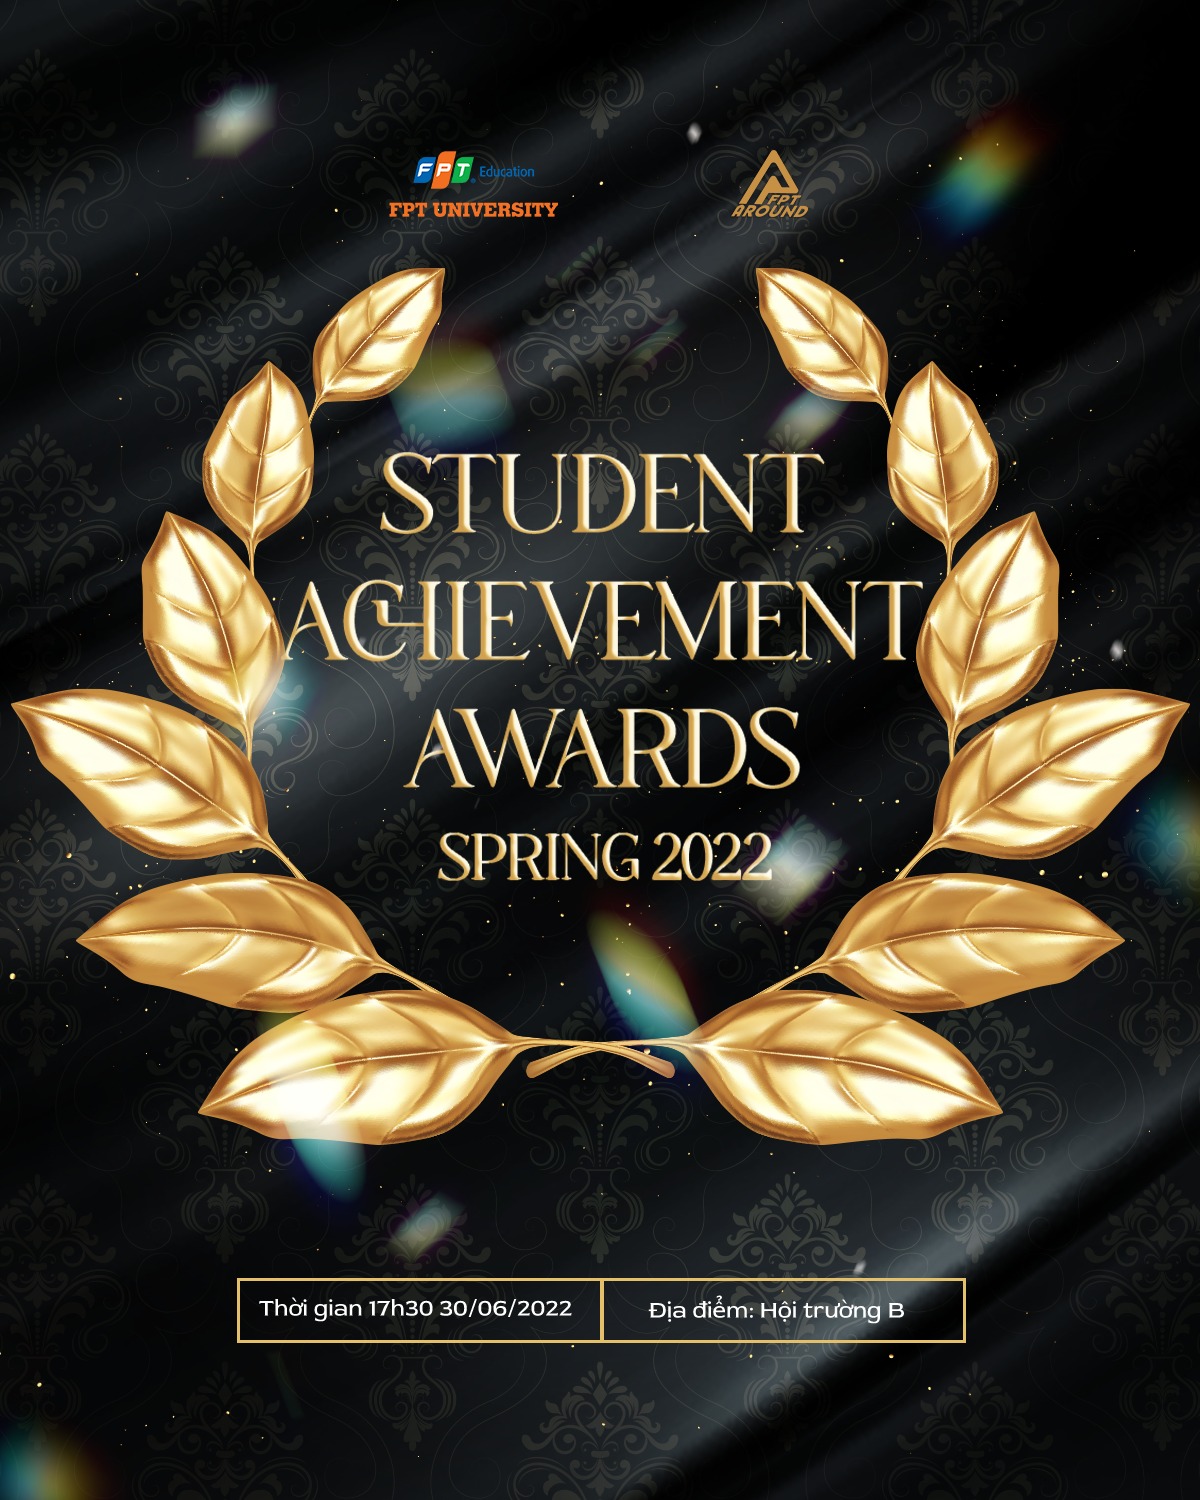 FPT Education
FPT UNIVERSITY
FPT
AROUND
STUDENT
ACHIEVEMENT
AWARDS
SPRING 2022
Thời gian 17h30 30/06/2022
Địa điểm: Hội trường B